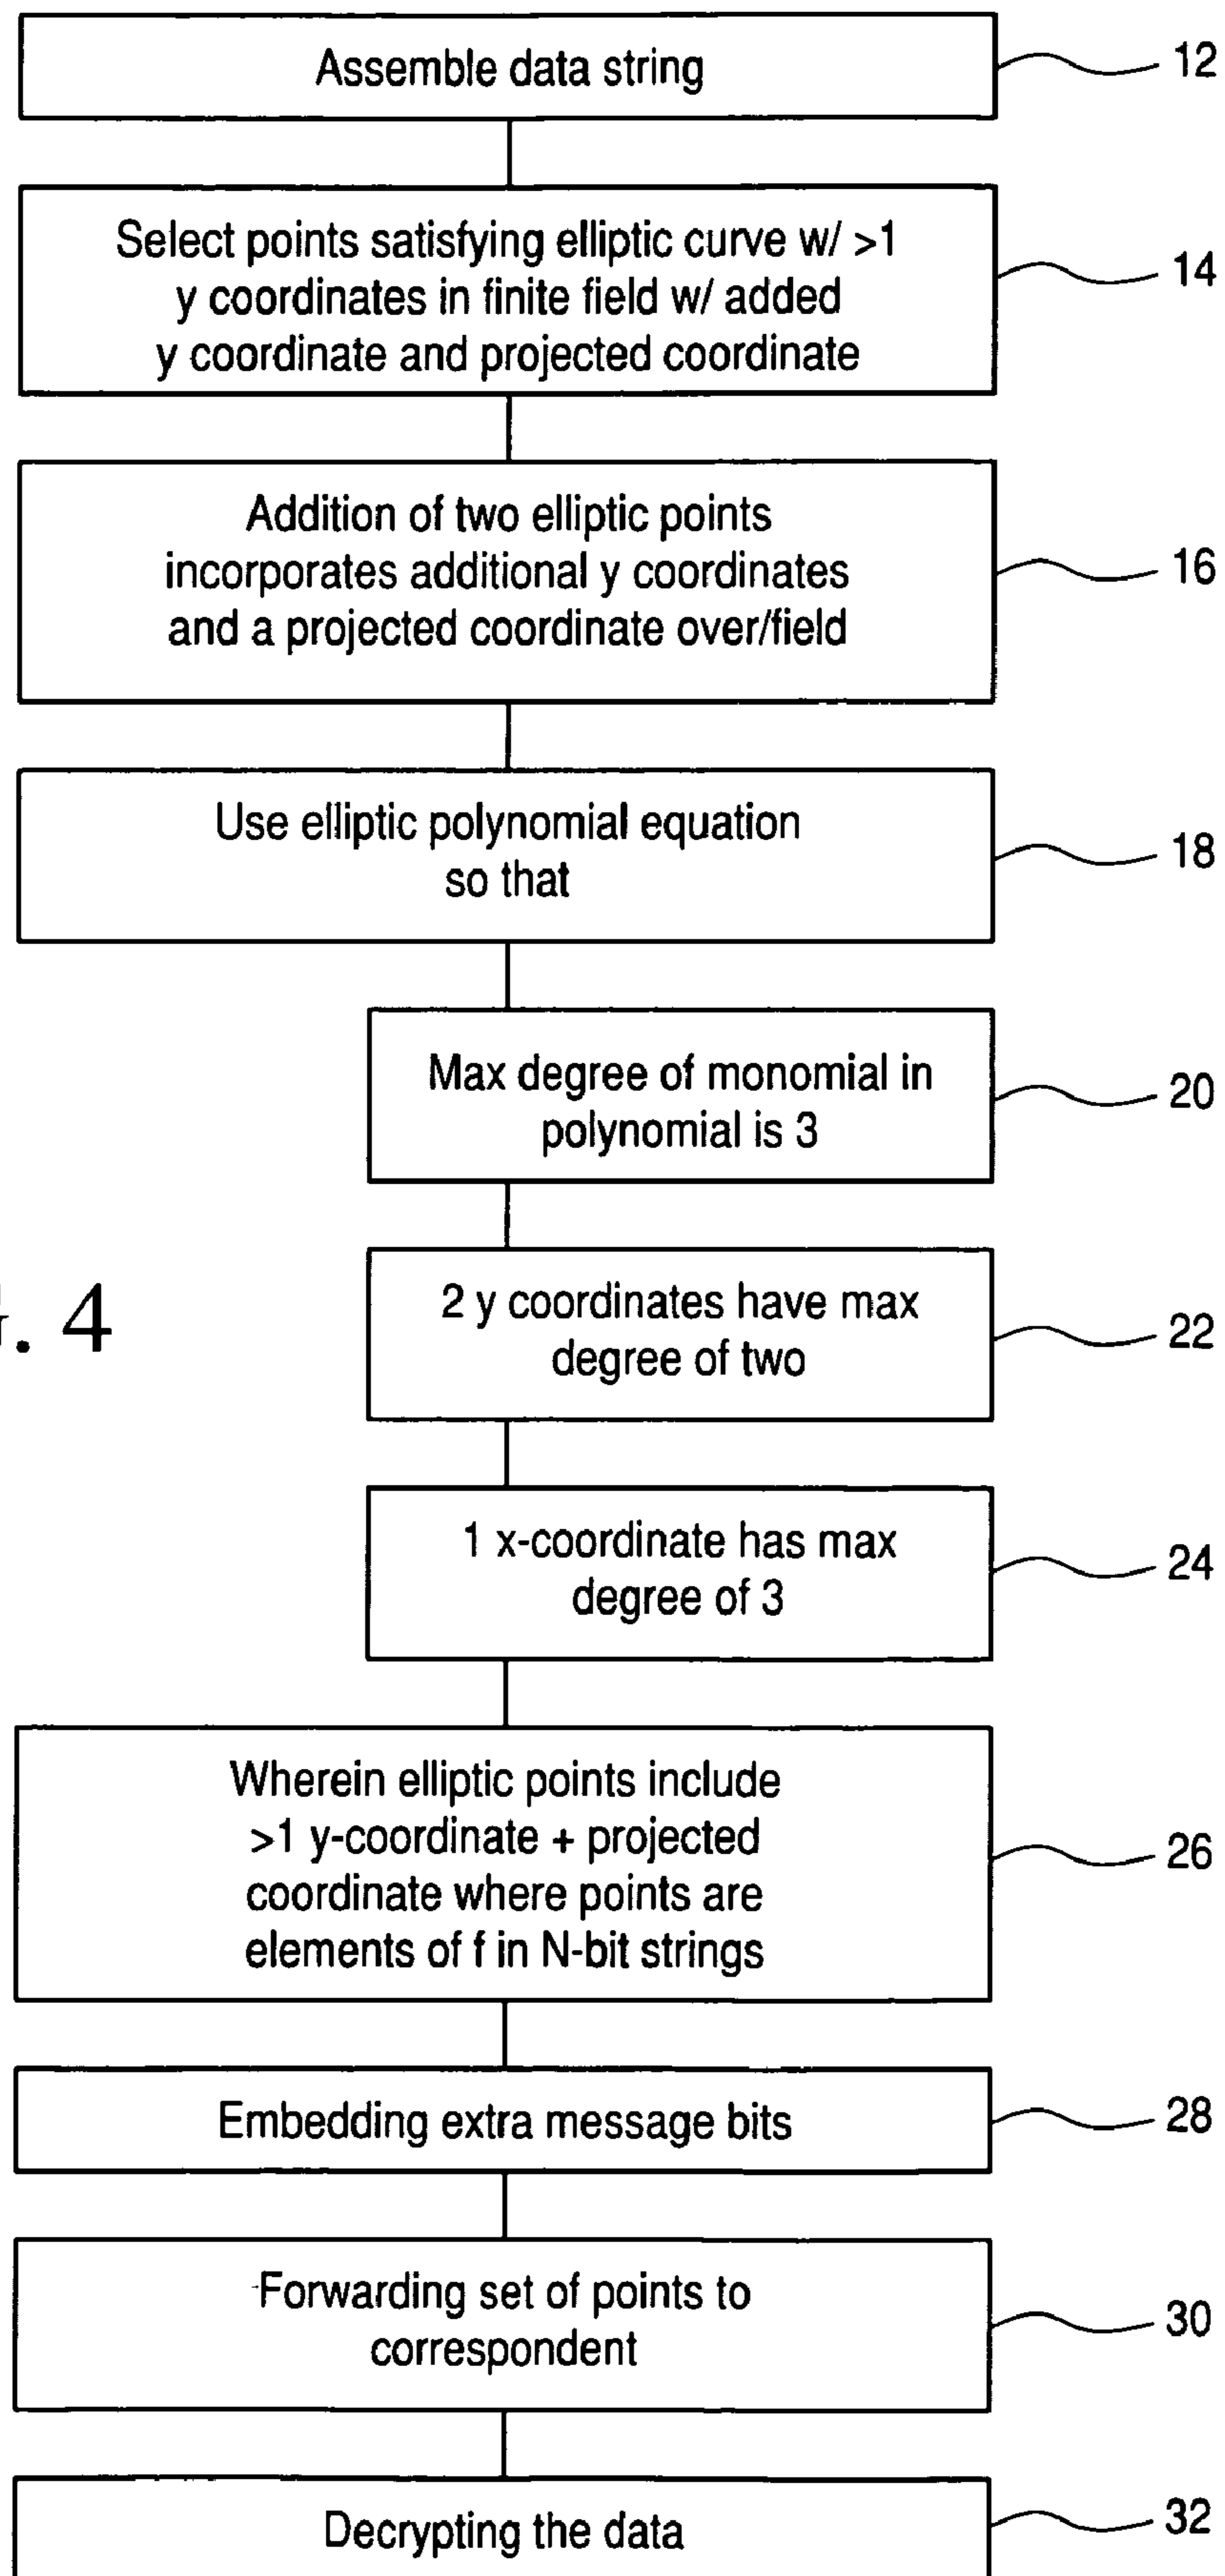 Assemble data string
12
Select points satisfying elliptic curve w/ >1
y coordinates in finite field w/ added
y coordinate and projected coordinate
14
Addition of two elliptic points
incorporates additional y coordinates
and a projected coordinate over/field
16
Use elliptic polynomial equation
so that
18
Max degree of monomial in
polynomial is 3
20
2 y coordinates have max
degree of two
22
. 4
1 x-coordinate has max
degree of 3
24
Wherein elliptic points include
>1 y-coordinate + projected
coordinate where points are
elements of f in N-bit strings
26
Embedding extra message bits
28
Forwarding set of points to
correspondent
30
Decrypting the data
32